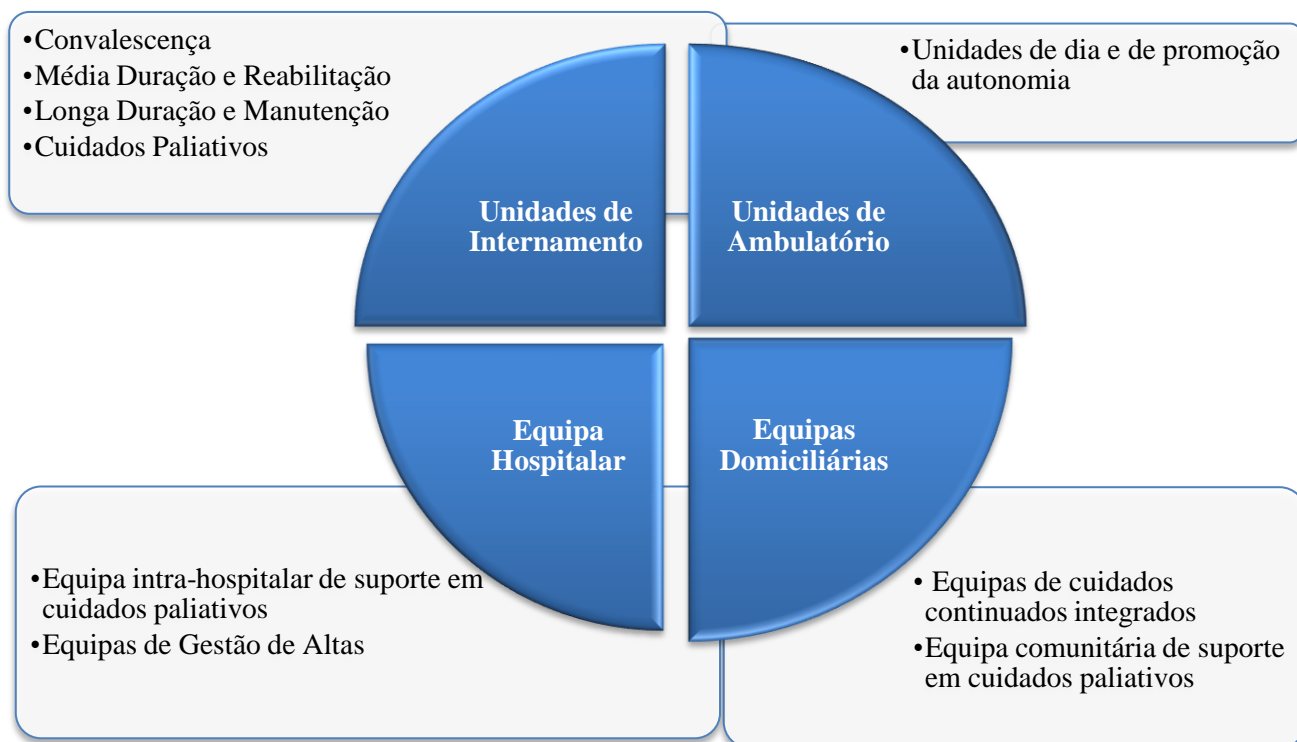 •Convalescença
•Média Duração e Reabilitação
•Longa Duração e Manutenção
•Cuidados Paliativos
•Unidades de dia e de promoção
da autonomia
Unidades de
Internamento
Unidades de
Ambulatório
Equipa
Hospitalar
Equipas
Domiciliárias
•Equipa intra-hospitalar de suporte em
cuidados paliativos
•Equipas de Gestão de Altas
• Equipas de cuidados
continuados integrados
•Equipa comunitária de suporte
em cuidados paliativos